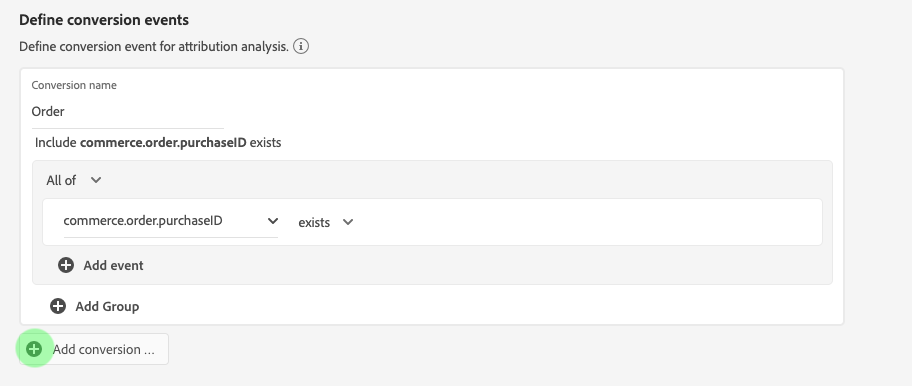 Define conversion events
Define conversion event for attribution analysis.
Conversion name
Order
Include commerce.order.purchaseID exists
All of
commerce.order.purchaseID exists
Add event
Add Group
Add conversion ...